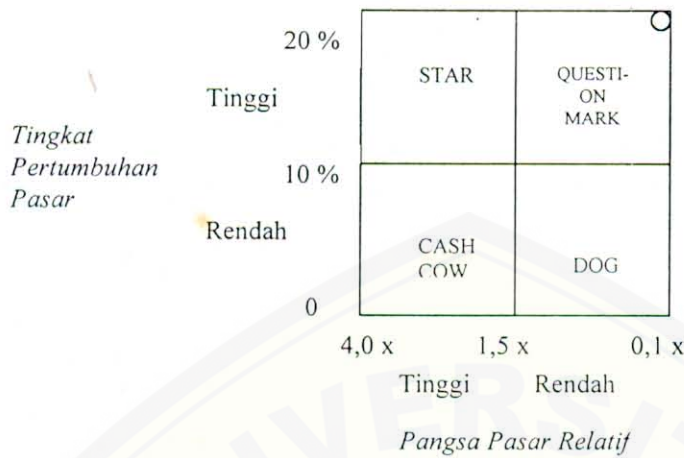 20 %
STAR
QUESTI-
ON
MARK
Tinggi
Tingkat
Pertumbuhan
Pasar
10 %
Rendah
CASH
COW
DOG
0
4,0 x
1,5 x
0,1 x
Tinggi
Rendah
Pangsa Pasar Relatif